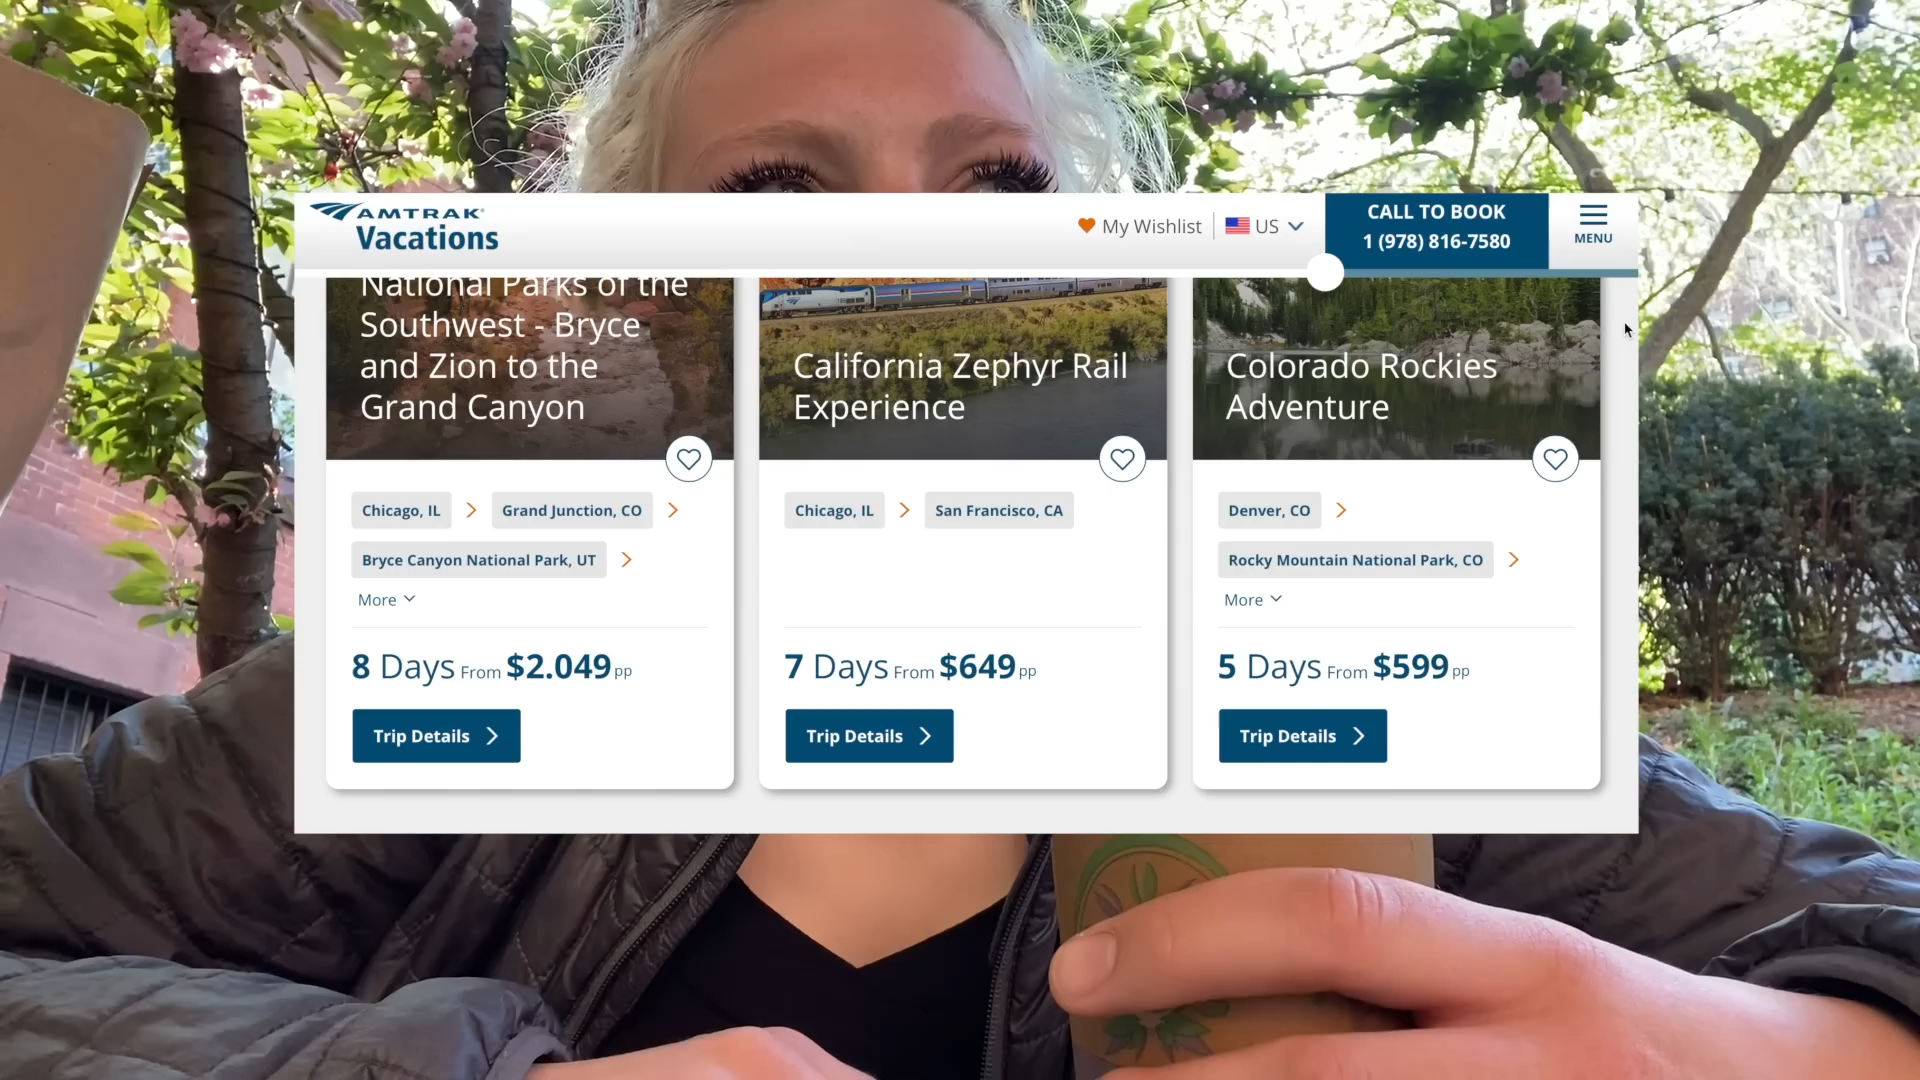 AMTRAK
Vacations
My Wishlist
US
CALL TO BOOK
1 (978) 816-7580
MENU
National Parks of the
Southwest - Bryce
and Zion to the
Grand Canyon
Chicago, IL
Grand Junction, CO
Bryce Canyon National Park, UT
More
8 Days From $2.049 pp
Trip Details
California Zephyr Rail
Experience
Chicago, IL
San Francisco, CA
7 Days From $649 pp
Trip Details
Colorado Rockies
Adventure
Denver, CO
Rocky Mountain National Park, CO
More
5 Days From $599 pp
Trip Details